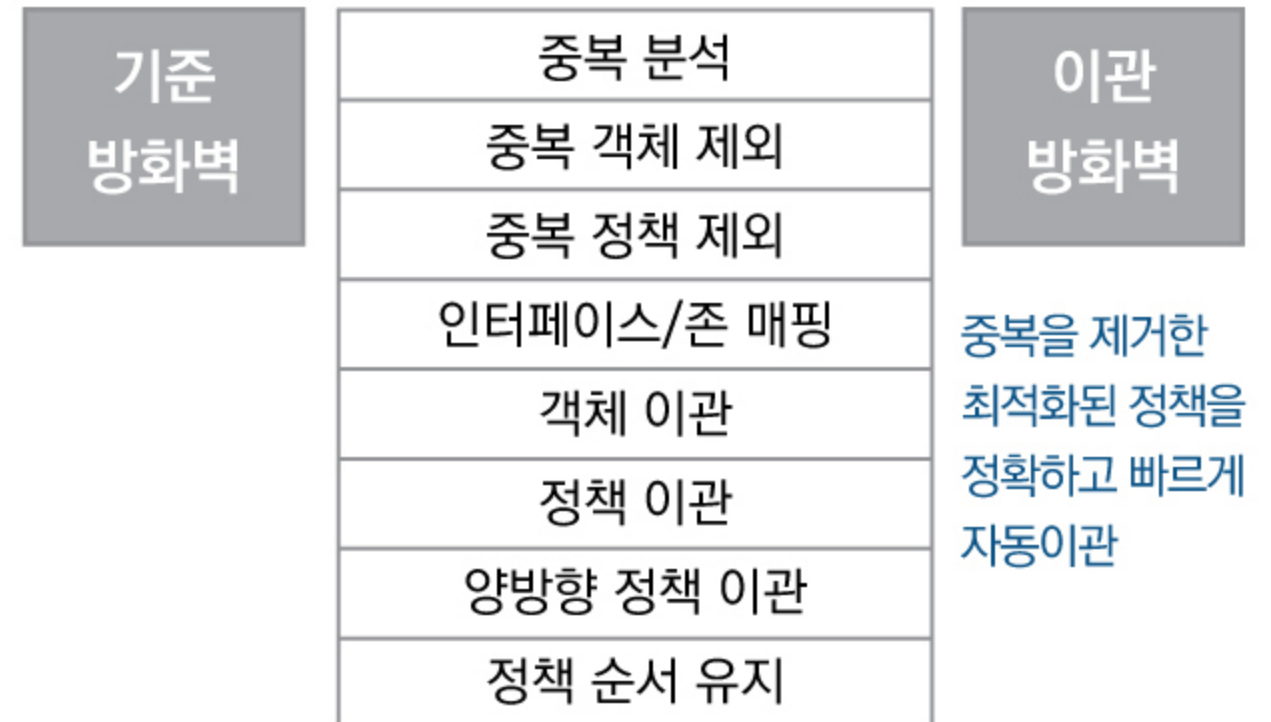 기준
방화벽
중복 분석
중복 객체 제외
중복 정책 제외
인터페이스/존 매핑
객체 이관
정책 이관
양방향 정책 이관
정책 순서 유지
이관
방화벽
중복을 제거한
최적화된 정책을
정확하고 빠르게
자동이관